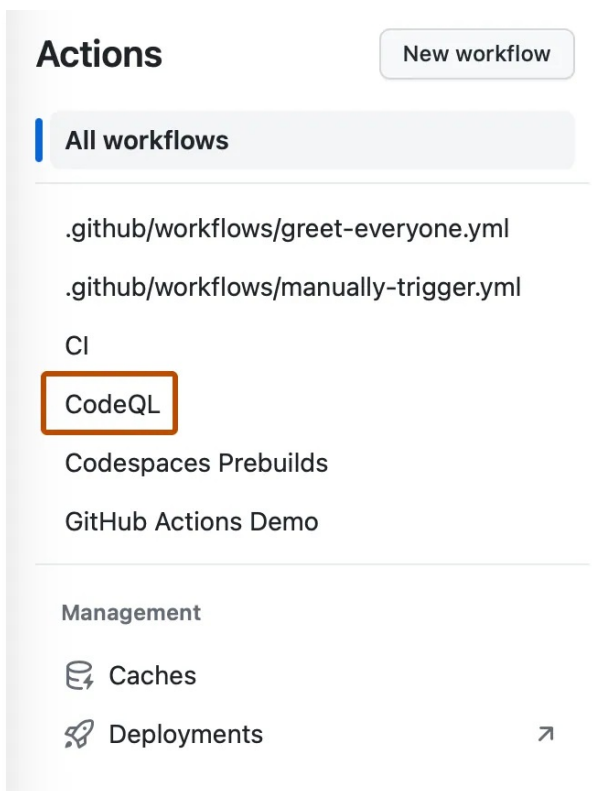 Actions
New workflow
All workflows
.github/workflows/greet-everyone.yml
.github/workflows/manually-trigger.yml
CI
CodeQL
Codespaces Prebuilds
GitHub Actions Demo
Management
Caches
Deployments